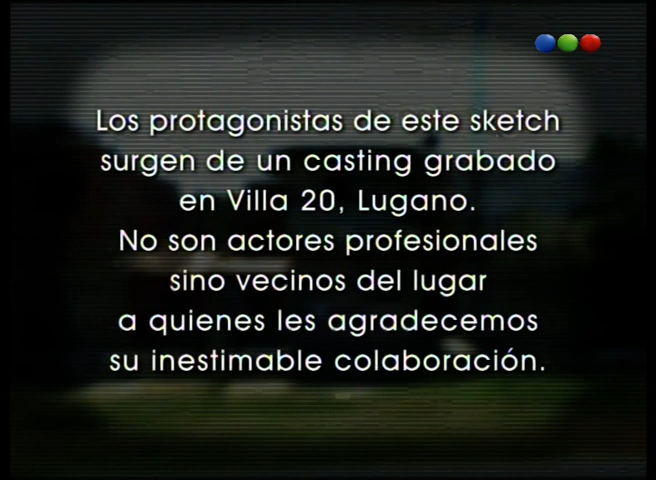 Los protagonistas de este sketch
surgen de un casting grabado
en Villa 20, Lugano.
No son actores profesionales
sino vecinos del lugar
a quienes les agradecemos
su inestimable colaboración.